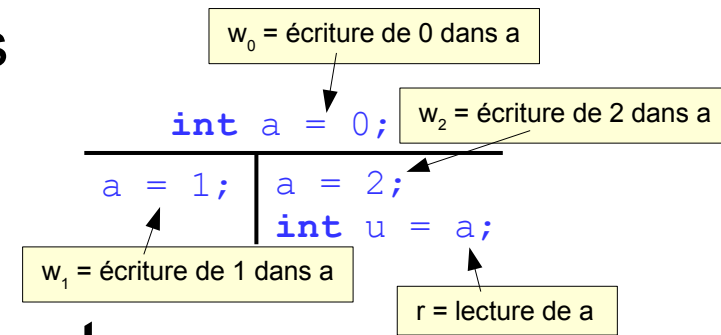 s
w₀ = écriture de 0 dans a
int a = 0;
w₂ = écriture de 2 dans a
a = 1;
a = 2;
int u = a;
w₁ = écriture de 1 dans a
r = lecture de a